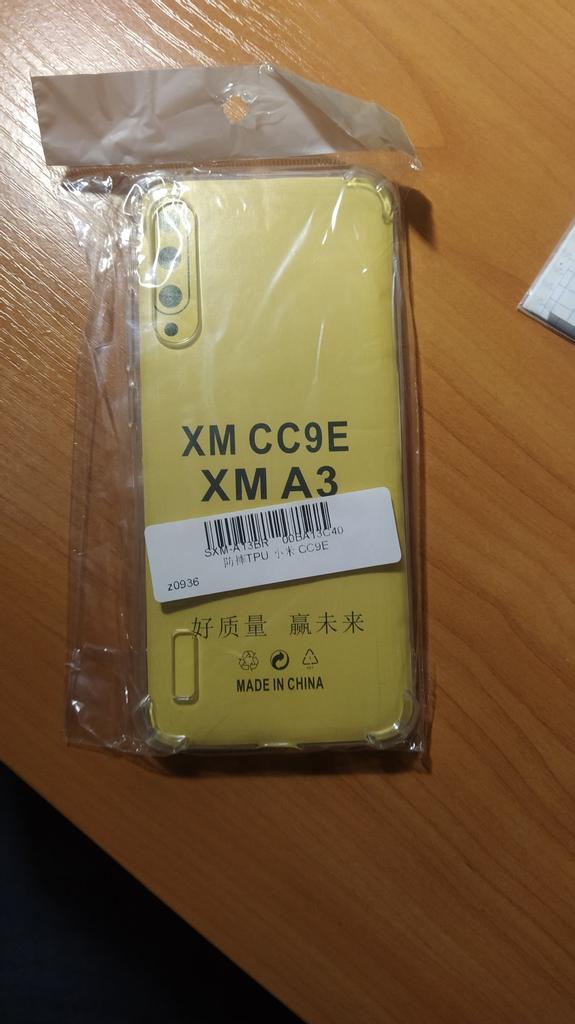 XM CC9E
XM A3
SXM-A13BR 00BA13C40
防摔TPU 小米 CC9E
z0936
好质量 赢未来
MADE IN CHINA